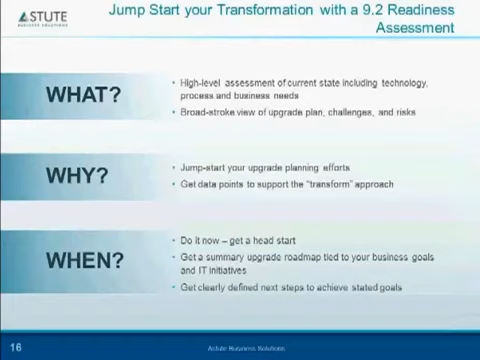 ASTUTE
BUSINESS SOLUTIONS
Jump Start your Transformation with a 9.2 Readiness
Assessment
WHAT?
• High-level assessment of current state including technology,
process and business needs
• Broad-stroke view of upgrade plan, challenges, and risks
WHY?
• Jump-start your upgrade planning efforts
• Get data points to support the "transform" approach
WHEN?
• Do it now – get a head start
• Get a summary upgrade roadmap tied to your business goals
and IT Initiatives
• Get clearly defined next steps to achieve stated goals
16
Astute Business Solutions